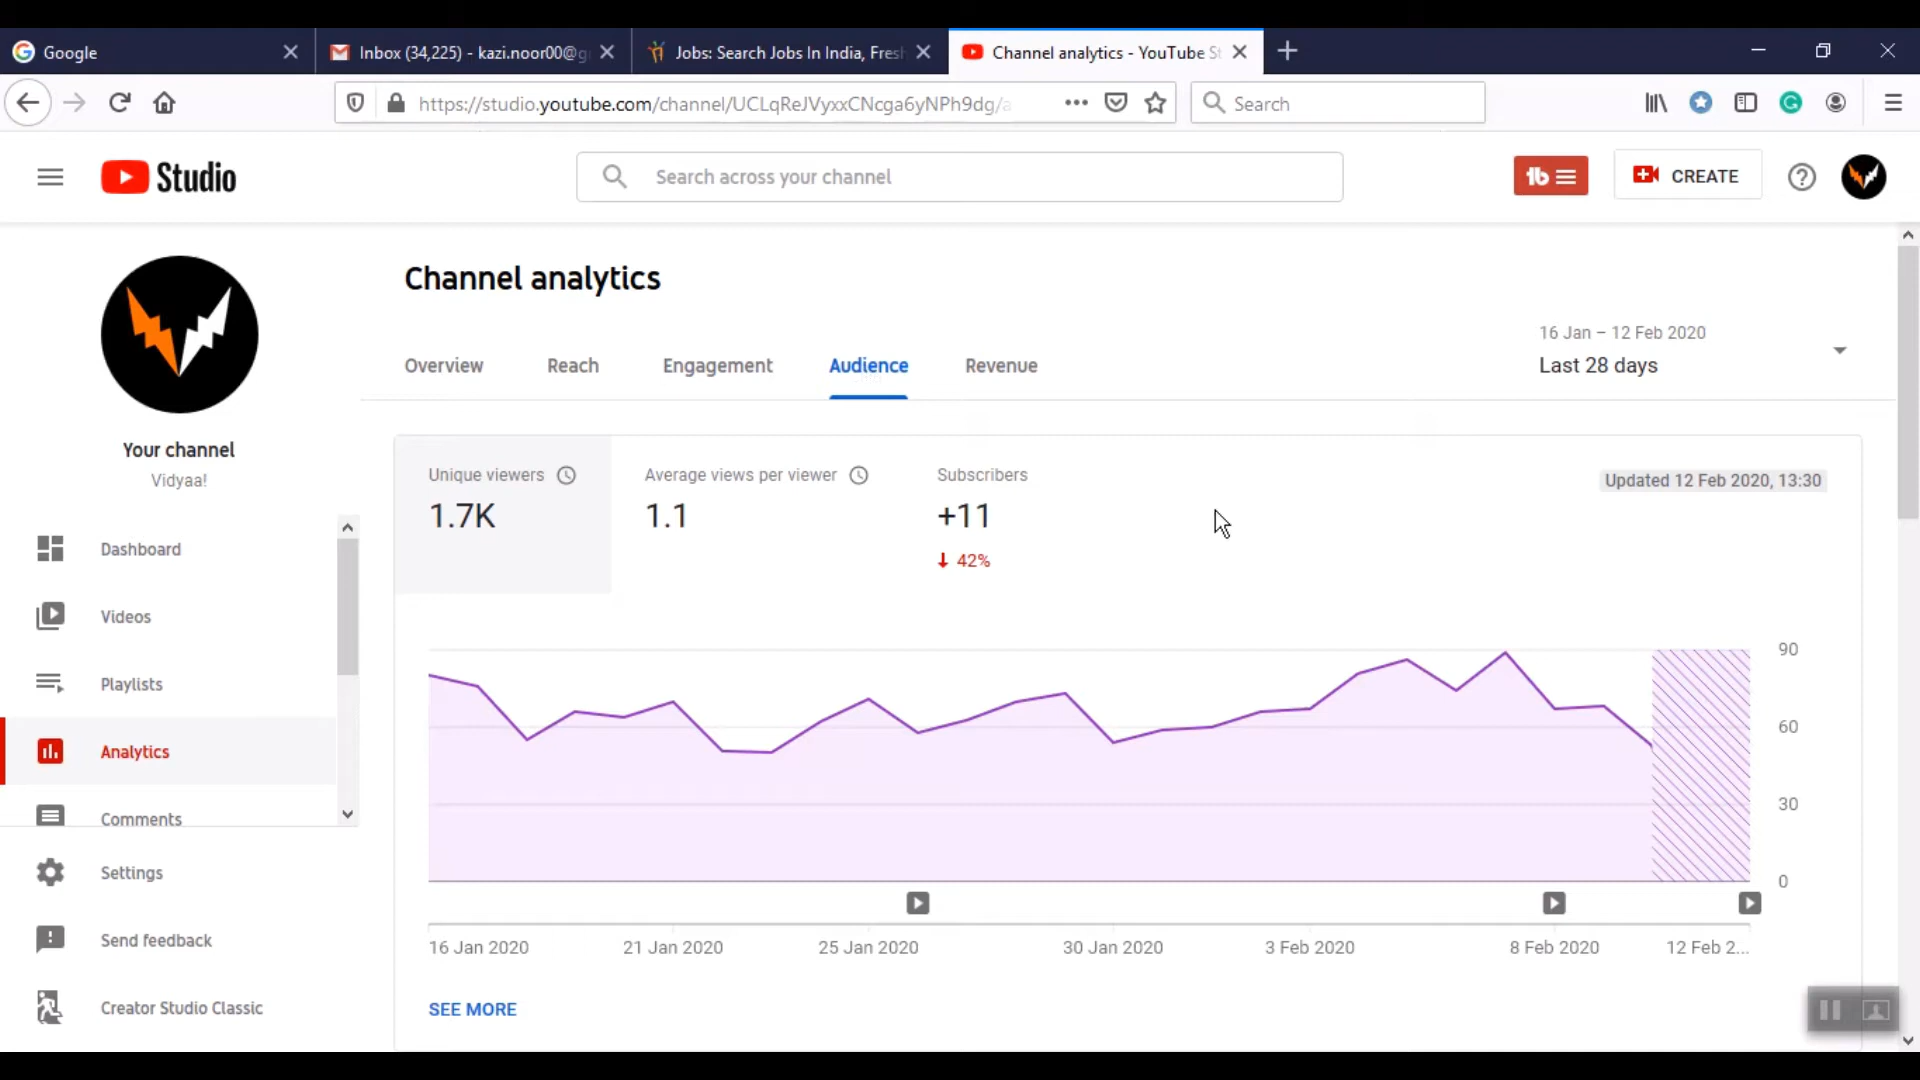 Google
Inbox (34,225) - kazi.noor00@g
Jobs: Search Jobs In India, Fresh
Channel analytics - YouTube St
https://studio.youtube.com/channel/UCLqReJVyxxCNcga6yNPh9dg/a
Search
Studio
Search across your channel
tb
CREATE
Your channel
Vidyaa!
Dashboard
Videos
Playlists
Analytics
Comments
Settings
Send feedback
Creator Studio Classic
Channel analytics
Overview
Reach
Engagement
Audience
Revenue
16 Jan – 12 Feb 2020
Last 28 days
Unique viewers
1.7K
Average views per viewer
1.1
Subscribers
+11
42%
Updated 12 Feb 2020, 13:30
90
60
30
0
16 Jan 2020
21 Jan 2020
25 Jan 2020
30 Jan 2020
3 Feb 2020
8 Feb 2020
12 Feb 2...
SEE MORE